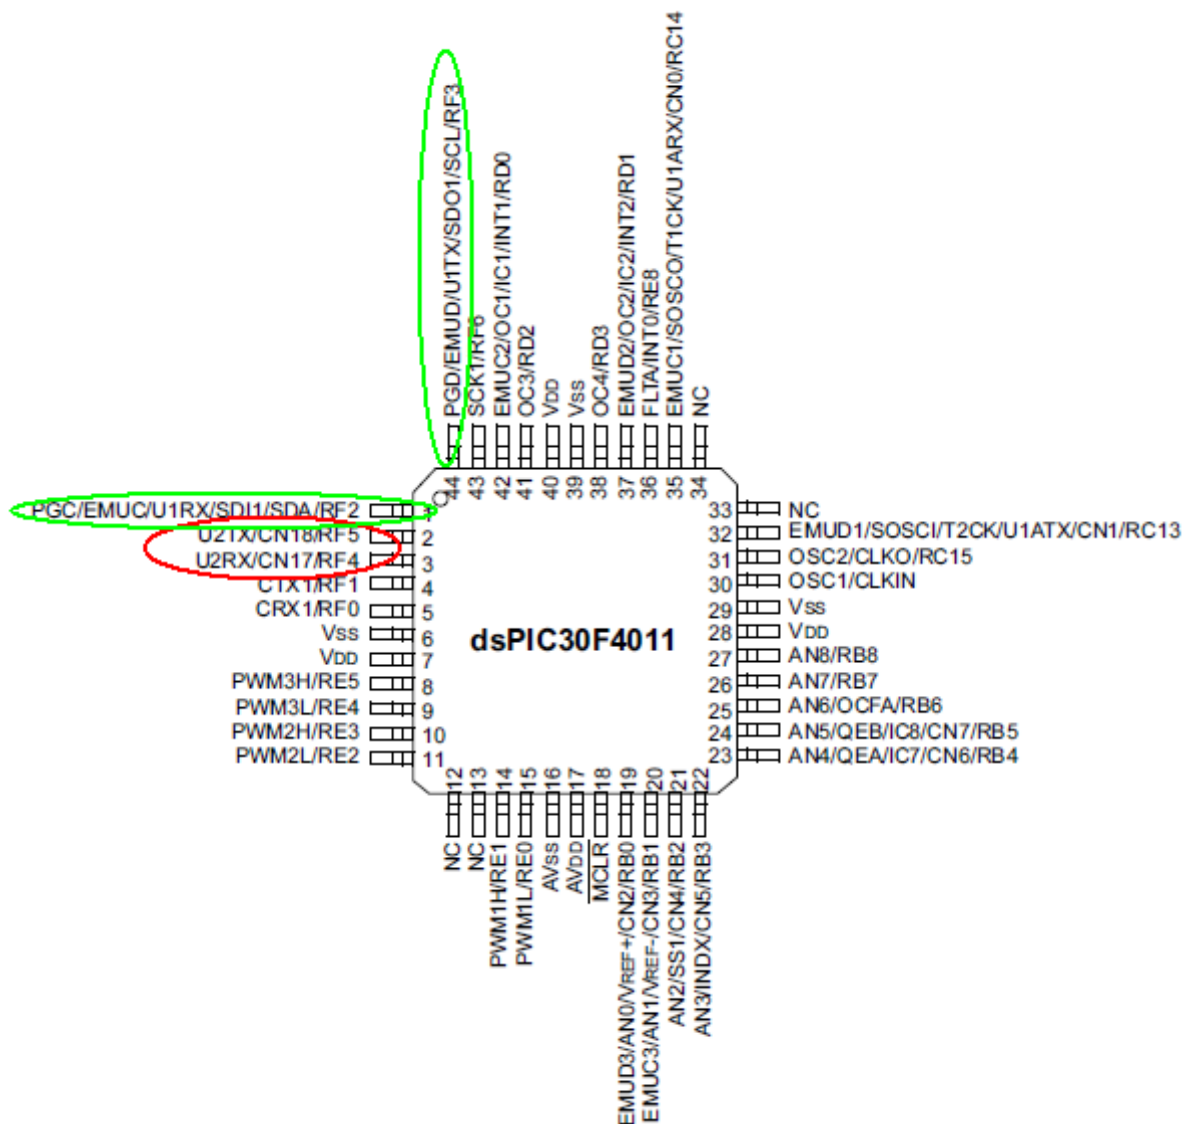 PGD/EMUD/U1TX/SDO1/SCL/RF3
SCK1/RF6
EMUC2/OC1/IC1/INT1/RD0
OC3/RD2
VDD
VSS
OC4/RD3
EMUD2/OC2/IC2/INT2/RD1
FLTA/INT0/RE8
EMUC1/SOSCO/T1CK/U1ARX/CN0/RC14
NC
44
43
42
41
40
39
38
37
36
35
34
PGC/EMUC/U1RX/SDI1/SDA/RF2 1
U2TX/CN18/RF5 2
U2RX/CN17/RF4 3
CTX1/RF1 4
CRX1/RF0 5
VSS 6
VDD 7
PWM3H/RE5 8
PWM3L/RE4 9
PWM2H/RE3 10
PWM2L/RE2 11
dsPIC30F4011
33 NC
32 EMUD1/SOSCI/T2CK/U1ATX/CN1/RC13
31 OSC2/CLKO/RC15
30 OSC1/CLKIN
29 VSS
28 VDD
27 AN8/RB8
26 AN7/RB7
25 AN6/OCFA/RB6
24 AN5/QEB/IC8/CN7/RB5
23 AN4/QEA/IC7/CN6/RB4
12
13
14
15
16
17
18
19
20
21
22
NC
NC
PWM1H/RE1
PWM1L/RE0
AVSS
AVDD
MCLR
EMUD3/AN0/VREF+/CN2/RB0
EMUC3/AN1/VREF-/CN3/RB1
AN2/SS1/CN4/RB2
AN3/INDX/CN5/RB3